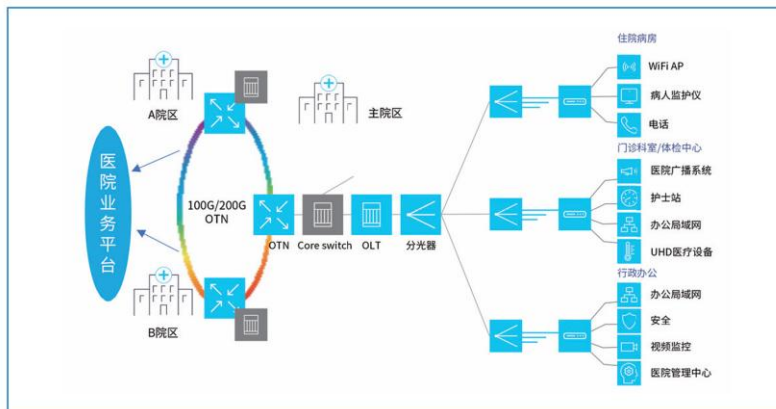 住院病房
WiFi AP
病人监护仪
电话
A院区
主院区
医院业务平台
100G/200G
OTN
OTN
Core switch
OLT
分光器
B院区
门诊科室/体检中心
医院广播系统
护士站
办公局域网
UHD医疗设备
行政办公
办公局域网
安全
视频监控
医院管理中心